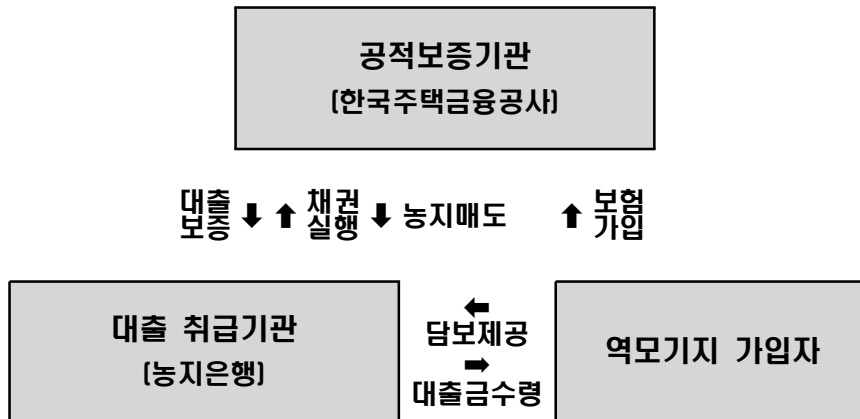 공적보증기관
(한국주택금융공사)
대출 보증 ⬇ ⬆ 채권 실행 ⬇ 농지매도 ⬆ 보험 가입
대출 취급기관
(농지은행)
⬅
담보제공
➡
대출금수령
역모기지 가입자